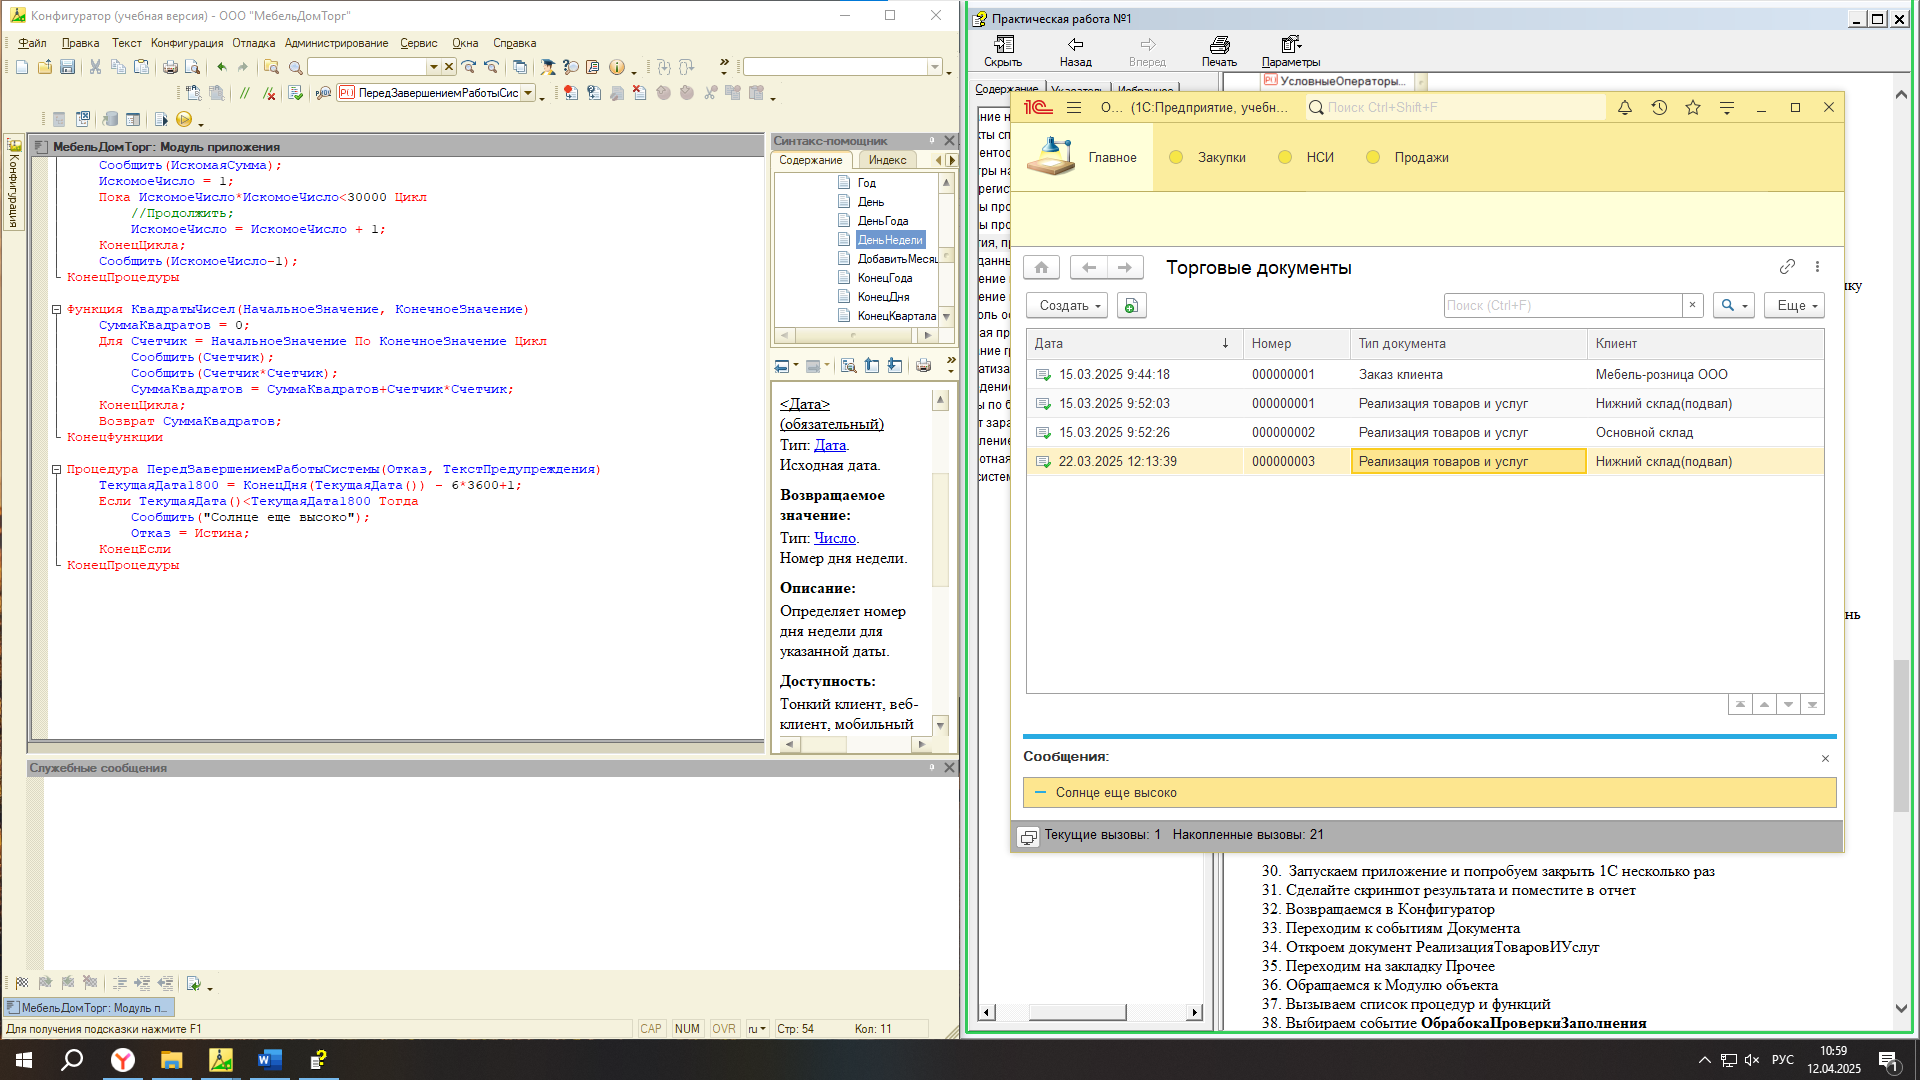 Конфигуратор (учебная версия) - ООО "МебельДомТорг"
Файл Правка Текст Конфигурация Отладка Администрирование Сервис Окна Справка
ПередЗавершениемРаботыСис
Конфигурация
МебельДомТорг: Модуль приложения
Сообщить(ИскомаяСумма);
ИскомоеЧисло = 1;
Пока ИскомоеЧисло*ИскомоеЧисло<30000 Цикл
//Продолжить;
ИскомоеЧисло = ИскомоеЧисло + 1;
КонецЦикла;
Сообщить(ИскомоеЧисло-1);
КонецПроцедуры
Функция КвадратыЧисел(НачальноеЗначение, КонечноеЗначение)
СуммаКвадратов = 0;
Для Счетчик = НачальноеЗначение По КонечноеЗначение Цикл
Сообщить(Счетчик);
Сообщить(Счетчик*Счетчик);
СуммаКвадратов = СуммаКвадратов+Счетчик*Счетчик;
КонецЦикла;
Возврат СуммаКвадратов;
КонецФункции
Процедура ПередЗавершениемРаботыСистемы(Отказ, ТекстПредупреждения)
ТекущаяДата1800 = КонецДня(ТекущаяДата()) - 6*3600+1;
Если ТекущаяДата()<ТекущаяДата1800 Тогда
Сообщить("Солнце еще высоко");
Отказ = Истина;
КонецЕсли
КонецПроцедуры
Синтакс-помощник
Содержание Индекс
Год
День
ДеньГода
ДеньНедели
ДобавитьМесяц
КонецГода
КонецДня
КонецКвартала
<Дата>
(обязательный)
Тип: Дата.
Исходная дата.
Возвращаемое
значение:
Тип: Число.
Номер дня недели.
Описание:
Определяет номер
дня недели для
указанной даты.
Доступность:
Тонкий клиент, веб-
клиент, мобильный
Служебные сообщения
МебельДомТорг: Модуль п...
Для получения подсказки нажмите F1
CAP NUM OVR ru Стр: 54 Кол: 11
Практическая работа №1
Скрыть Назад Вперед Печать Параметры
Содержание Указатель Избранное
УсловныеОператоры...
1С О... (1С:Предприятие, учебн... Поиск Ctrl+Shift+F
Главное Закупки НСИ Продажи
Торговые документы
Создать Поиск (Ctrl+F) × Еще
Дата ↓ Номер Тип документа Клиент
15.03.2025 9:44:18 000000001 Заказ клиента Мебель-розница ООО
15.03.2025 9:52:03 000000001 Реализация товаров и услуг Нижний склад(подвал)
15.03.2025 9:52:26 000000002 Реализация товаров и услуг Основной склад
22.03.2025 12:13:39 000000003 Реализация товаров и услуг Нижний склад(подвал)
Сообщения:
Солнце еще высоко
Текущие вызовы: 1 Накопленные вызовы: 21
30. Запускаем приложение и попробуем закрыть 1С несколько раз
31. Сделайте скриншот результата и поместите в отчет
32. Возвращаемся в Конфигуратор
33. Переходим к событиям Документа
34. Откроем документ РеализацияТоваровИУслуг
35. Переходим на закладку Прочее
36. Обращаемся к Модулю объекта
37. Вызываем список процедур и функций
38. Выбираем событие ОбрабокаПроверкиЗаполнения
РУС
10:59
12.04.2025
1